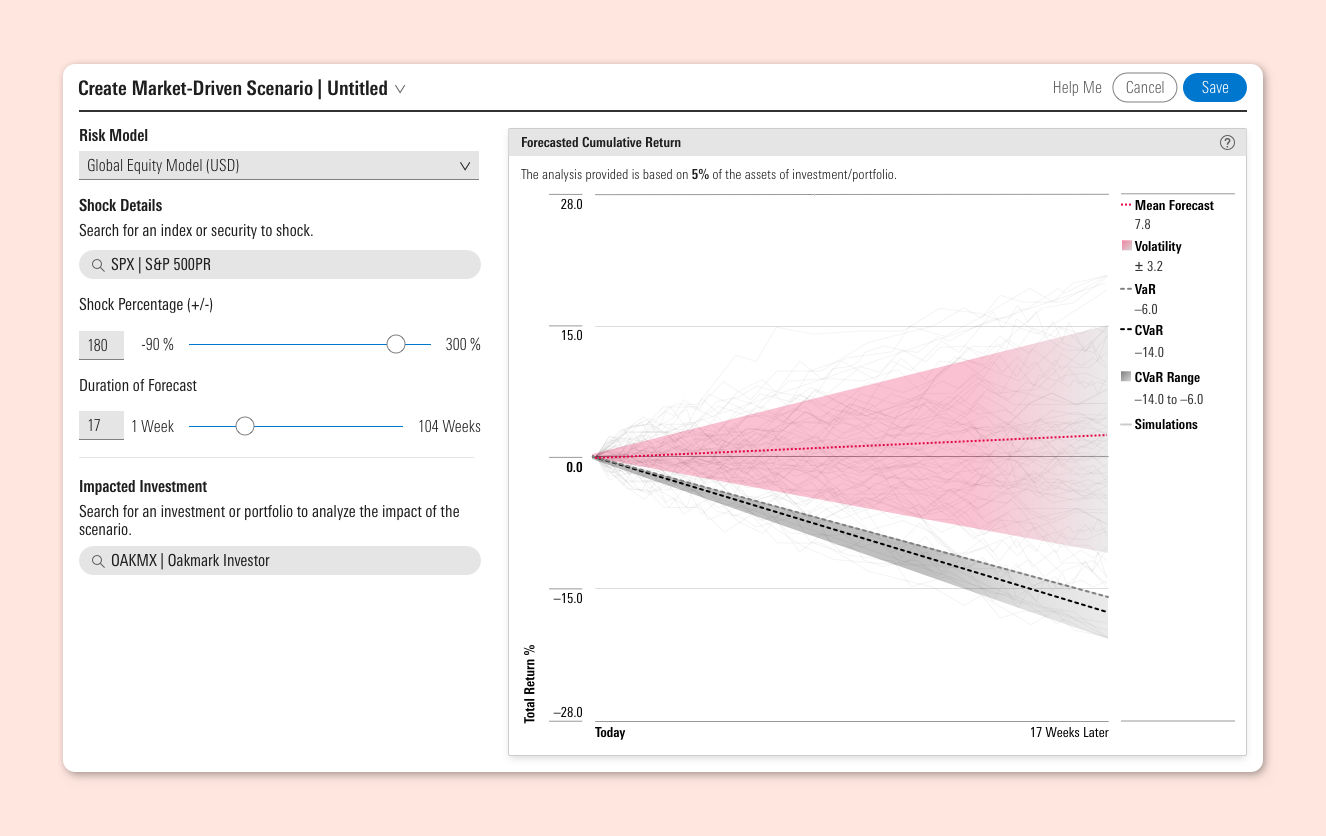 Create Market-Driven Scenario | Untitled
Help Me
Cancel
Save
Risk Model
Global Equity Model (USD)
Shock Details
Search for an index or security to shock.
SPX | S&P 500PR
Shock Percentage (+/-)
180
-90 %
300 %
Duration of Forecast
17
1 Week
104 Weeks
Impacted Investment
Search for an investment or portfolio to analyze the impact of the
scenario.
OAKMX | Oakmark Investor
Forecasted Cumulative Return
?
The analysis provided is based on 5% of the assets of investment/portfolio.
28.0
15.0
0.0
–15.0
–28.0
Total Return %
Today
17 Weeks Later
Mean Forecast
7.8
Volatility
± 3.2
VaR
–6.0
CVaR
–14.0
CVaR Range
–14.0 to –6.0
Simulations